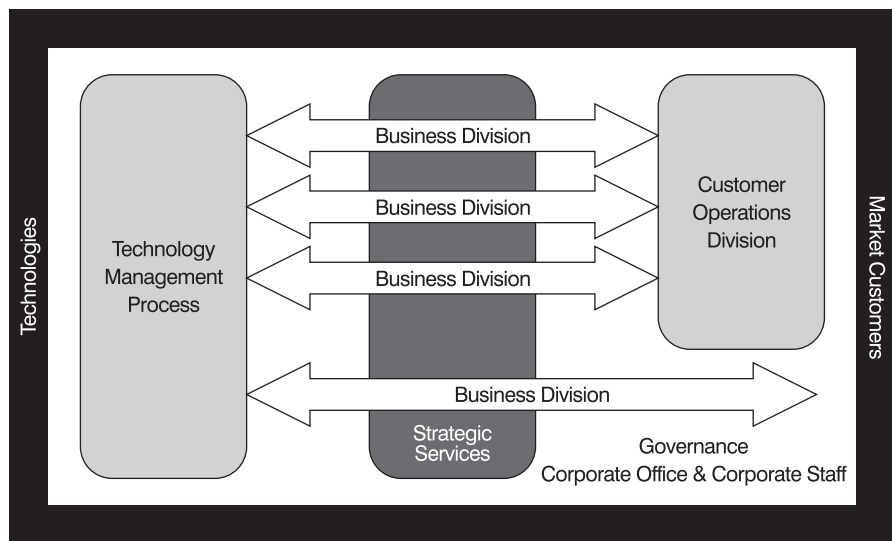 Technologies
Technology
Management
Process
Business Division
Business Division
Business Division
Business Division
Strategic
Services
Customer
Operations
Division
Governance
Corporate Office & Corporate Staff
Market Customers